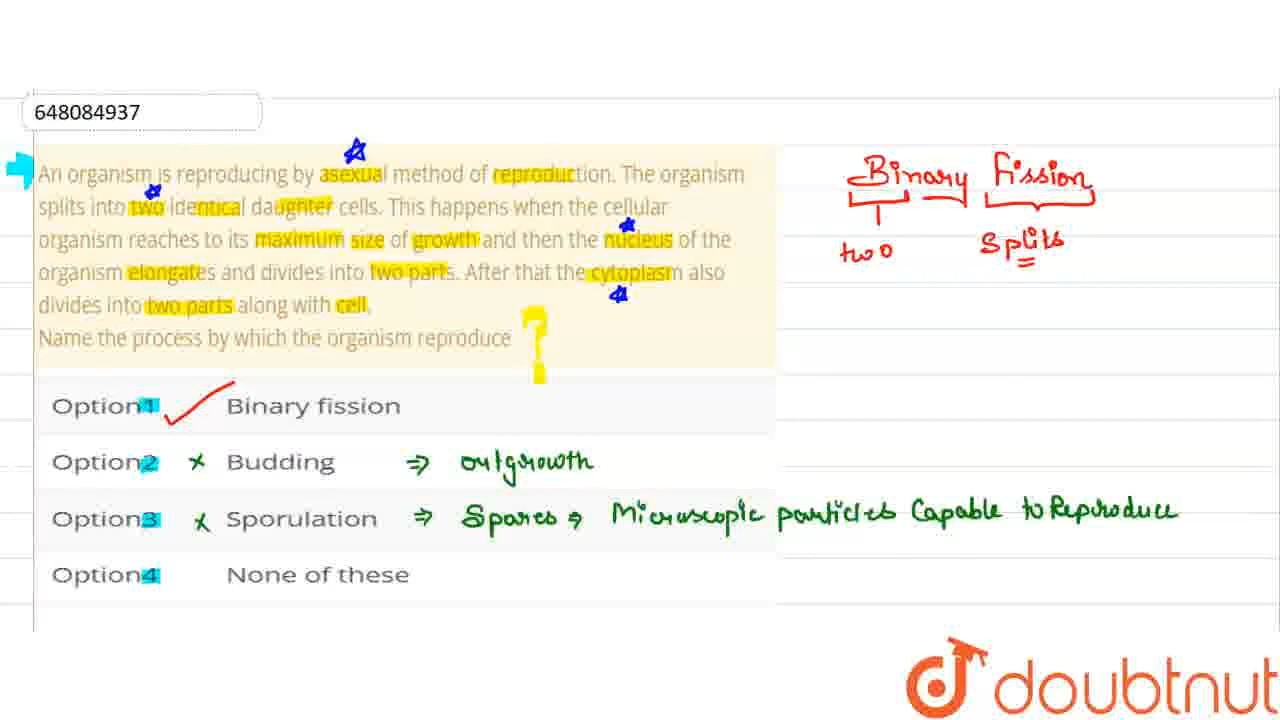 648084937
An organism is reproducing by asexual method of reproduction. The organism
splits into two identical daughter cells. This happens when the cellular
organism reaches to its maximum size of growth and then the nucleus of the
organism elongates and divides into two parts. After that the cytoplasm also
divides into two parts along with cell.
Name the process by which the organism reproduce ?
Binary fission
two splits
Option1 Binary fission
Option2 × Budding ⇒ outgrowth
Option3 × Sporulation ⇒ Spores ⇒ Microscopic particles Capable to Reproduce
Option4 None of these
doubtnut